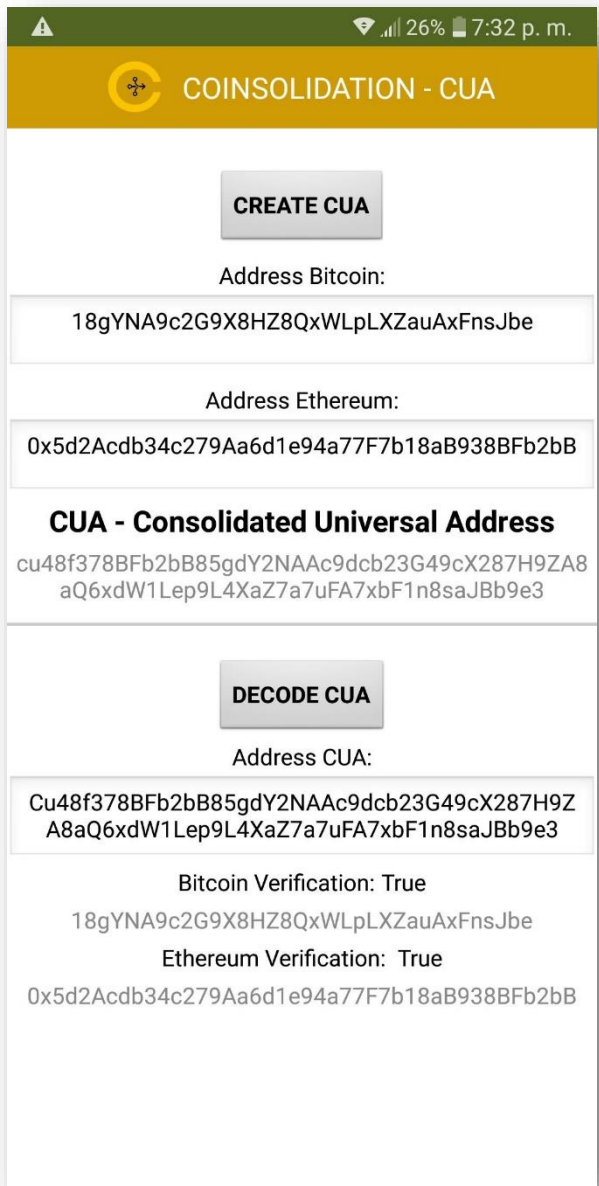 26% 7:32 p. m.
COINSOLIDATION - CUA
CREATE CUA
Address Bitcoin:
18gYNA9c2G9X8HZ8QxWLpLXZauAxFnsJbe
Address Ethereum:
0x5d2Acdb34c279Aa6d1e94a77F7b18aB938BFb2bB
CUA - Consolidated Universal Address
cu48f378BFb2bB85gdY2NAAc9dcb23G49cX287H9ZA8
aQ6xdW1Lep9L4XaZ7a7uFA7xbF1n8saJBb9e3
DECODE CUA
Address CUA:
Cu48f378BFb2bB85gdY2NAAc9dcb23G49cX287H9Z
A8aQ6xdW1Lep9L4XaZ7a7uFA7xbF1n8saJBb9e3
Bitcoin Verification: True
18gYNA9c2G9X8HZ8QxWLpLXZauAxFnsJbe
Ethereum Verification: True
0x5d2Acdb34c279Aa6d1e94a77F7b18aB938BFb2bB